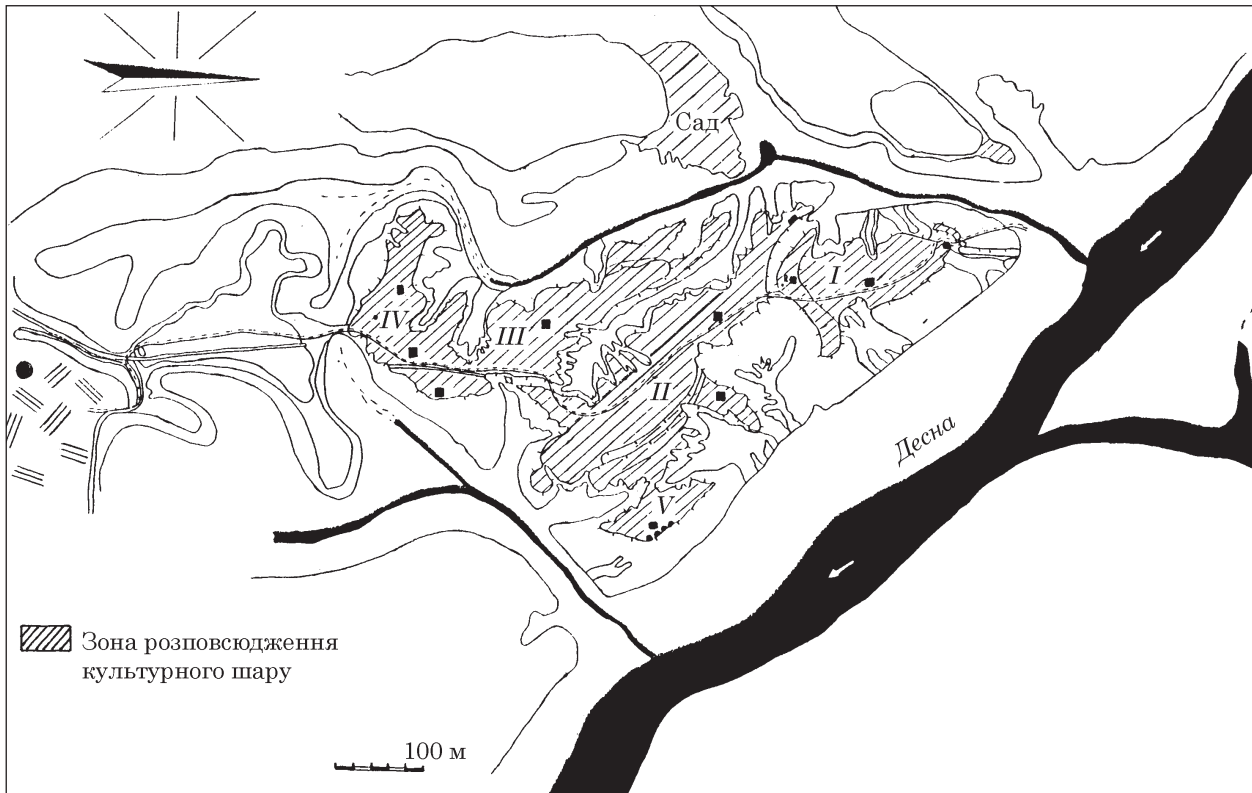 Сад
I
IV
III
II
Десна
V
Зона розповсюдження
культурного шару
100 м